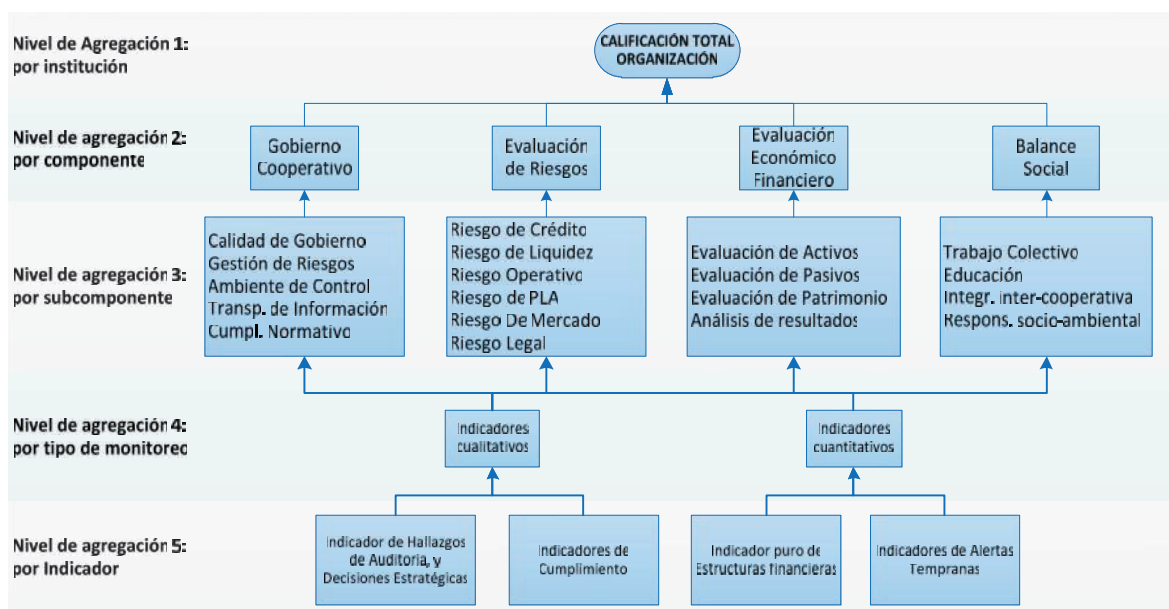 Nivel de Agregación 1:
por institución
CALIFICACIÓN TOTAL
ORGANIZACIÓN
Nivel de agregación 2:
por componente
Gobierno
Cooperativo
Evaluación
de Riesgos
Evaluación
Económico
Financiero
Balance
Social
Nivel de agregación 3:
por subcomponente
Calidad de Gobierno
Gestión de Riesgos
Ambiente de Control
Transp. de Información
Cumpl. Normativo
Riesgo de Crédito
Riesgo de Liquidez
Riesgo Operativo
Riesgo de PLA
Riesgo De Mercado
Riesgo Legal
Evaluación de Activos
Evaluación de Pasivos
Evaluación de Patrimonio
Análisis de resultados
Trabajo Colectivo
Educación
Integr. inter-cooperativa
Respons. socio-ambiental
Nivel de agregación 4:
por tipo de monitoreo
Indicadores
cualitativos
Indicadores
cuantitativos
Nivel de agregación 5:
por Indicador
Indicador de Hallazgos
de Auditoria, y
Decisiones Estratégicas
Indicadores de
Cumplimiento
Indicador puro de
Estructuras financieras
Indicadores de Alertas
Tempranas